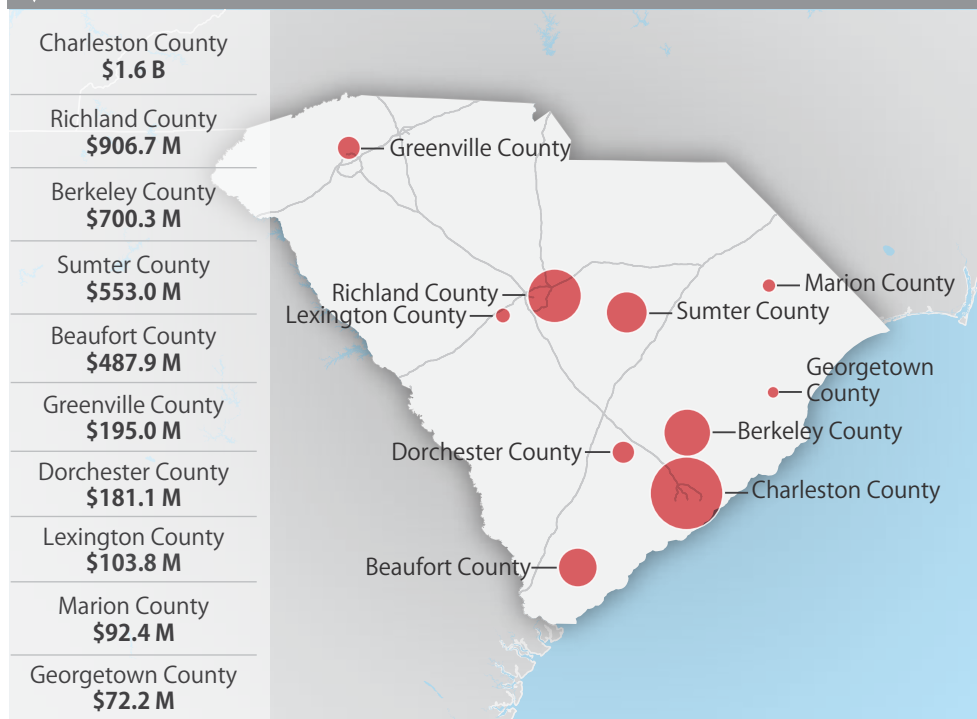 Charleston County
$1.6 B
Richland County
$906.7 M
Berkeley County
$700.3 M
Sumter County
$553.0 M
Beaufort County
$487.9 M
Greenville County
$195.0 M
Dorchester County
$181.1 M
Lexington County
$103.8 M
Marion County
$92.4 M
Georgetown County
$72.2 M
Greenville County
Richland County
Lexington County
Sumter County
Marion County
Georgetown
County
Berkeley County
Dorchester County
Charleston County
Beaufort County